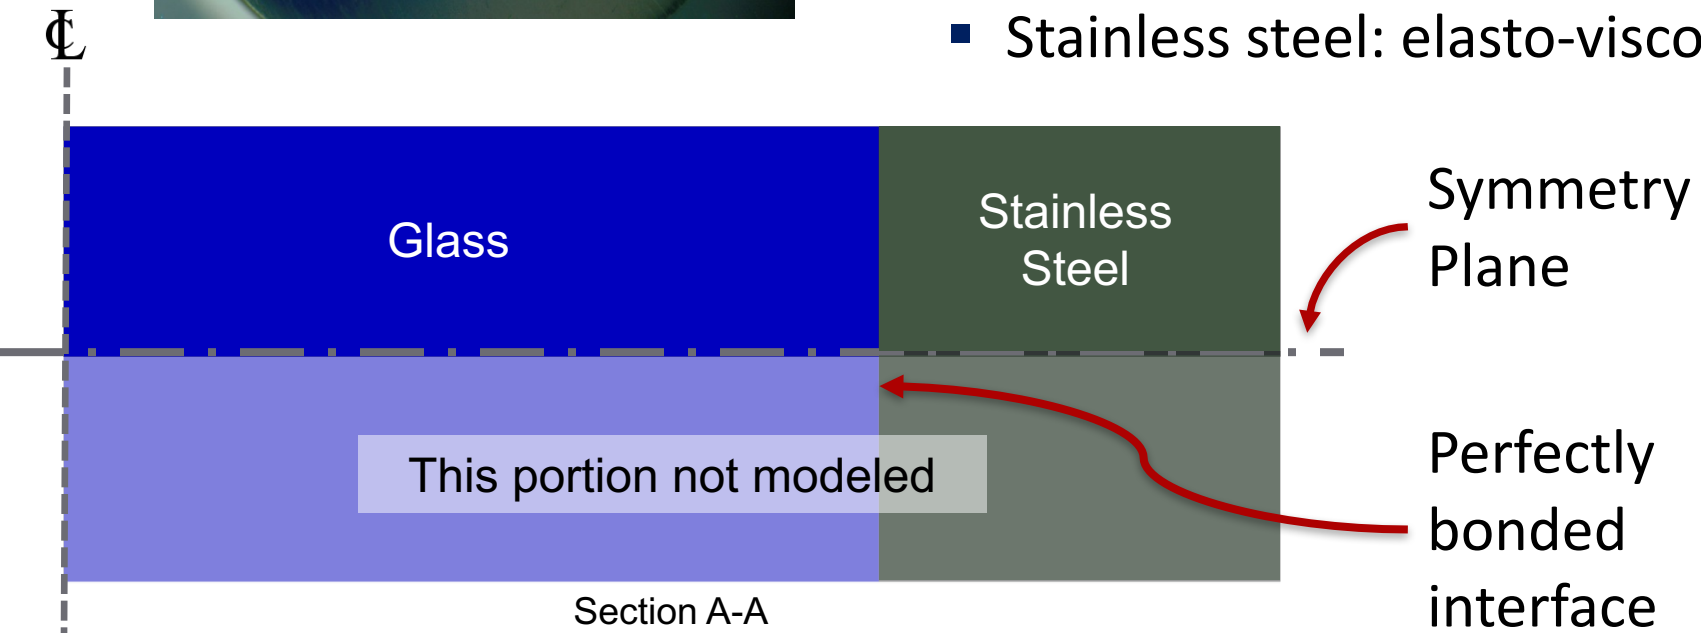 ℄
▪ Stainless steel: elasto-visco
Glass
Stainless
Steel
Symmetry
Plane
This portion not modeled
Perfectly
bonded
interface
Section A-A